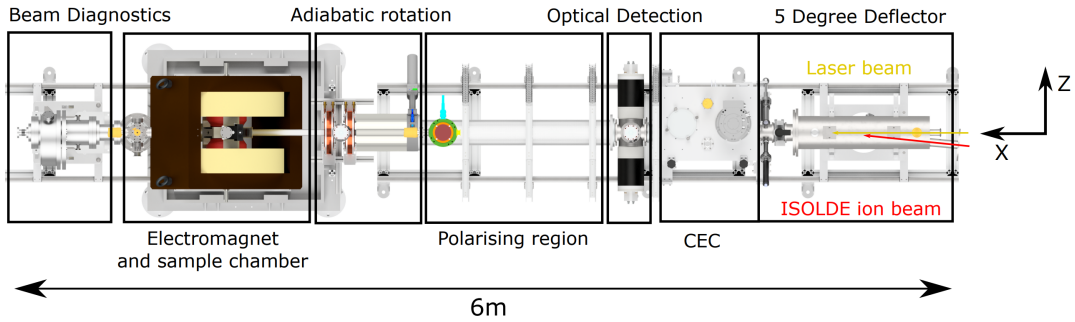 Beam Diagnostics
Adiabatic rotation
Optical Detection
5 Degree Deflector
Laser beam
Z
X
ISOLDE ion beam
Electromagnet
and sample chamber
Polarising region
CEC
6m